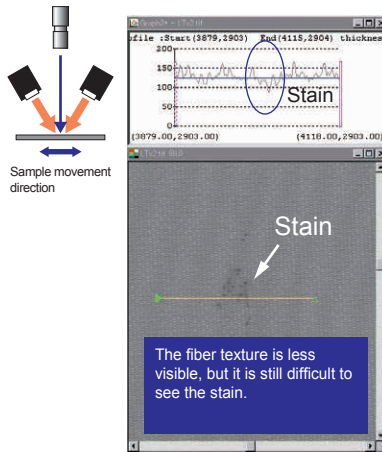 Graph2* - LTv210
ofile :Start(3879,2903) End(4115,2904) thicknes
200
150
100
50
0
Stain
(3879.00,2903.00) (4118.00,2903.00)
Sample movement
direction
Stain
The fiber texture is less
visible, but it is still difficult to
see the stain.